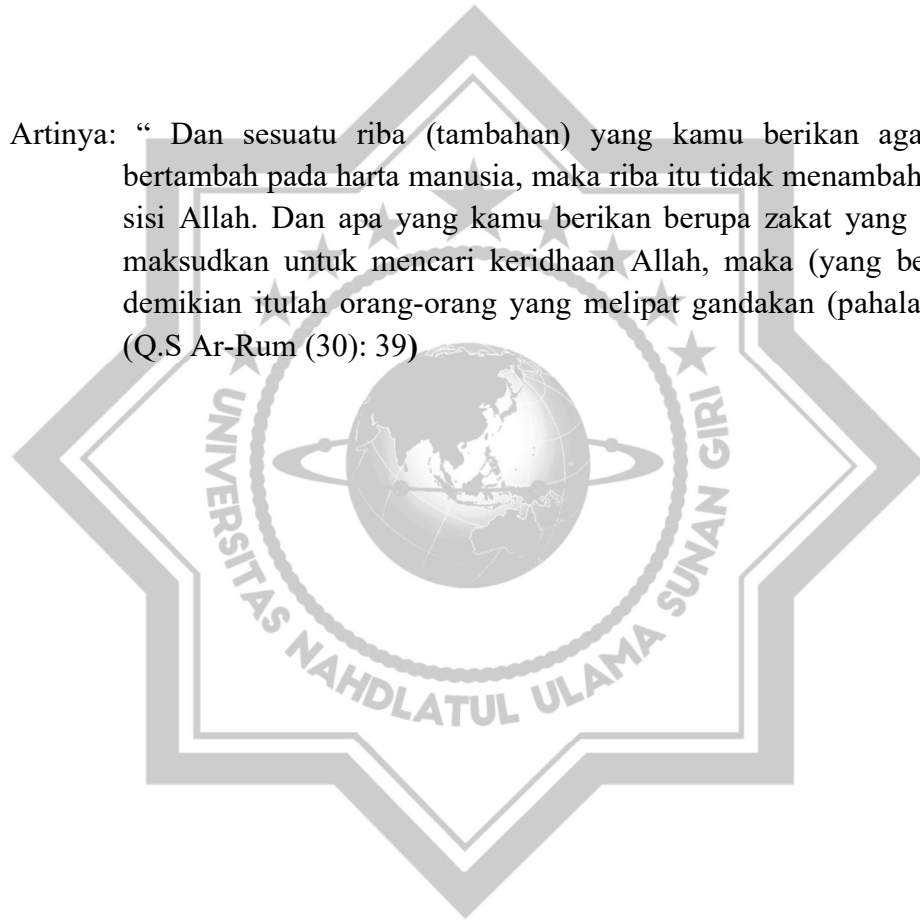 Artinya: “ Dan sesuatu riba (tambahan) yang kamu berikan
bertambah pada harta manusia, maka riba itu tidak menambah
sisi Allah. Dan apa yang kamu berikan berupa zakat yang
maksudkan untuk mencari keridhaan Allah, maka (yang
demikian itulah orang-orang yang melipat gandakan (pahala
(Q.S Ar-Rum (30): 39)
UNIVERSITAS NAHDLATUL ULAMA SUNAN GIRI